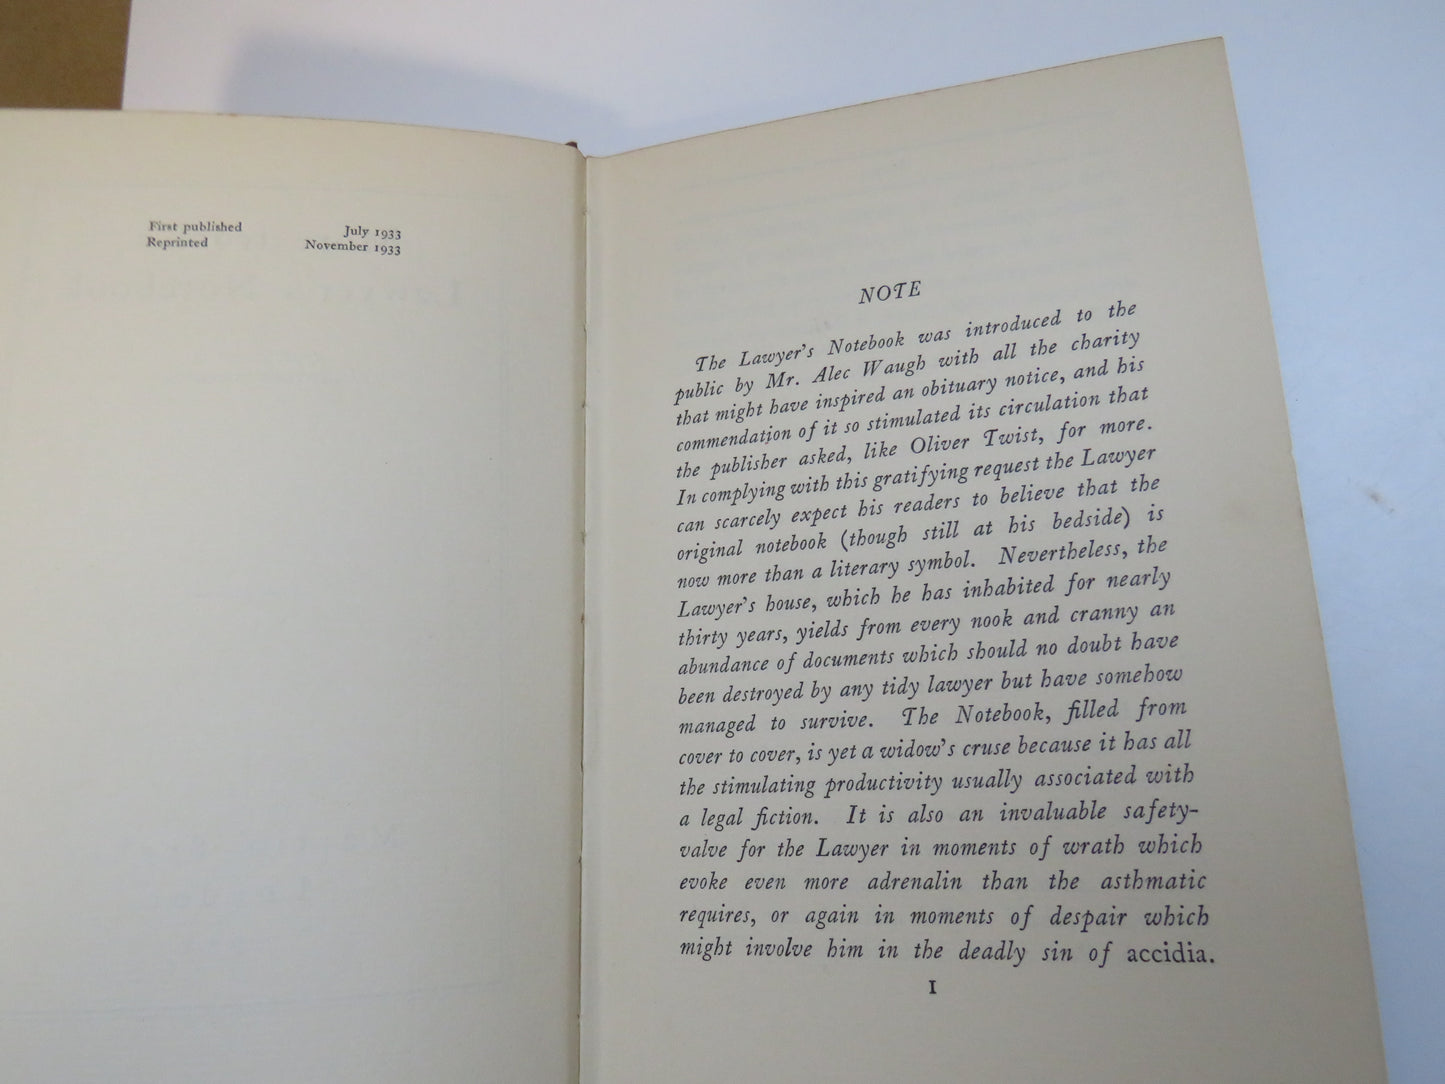 First published July 1933
Reprinted November 1933
NOTE
The Lawyer's Notebook was introduced to the
public by Mr. Alec Waugh with all the charity
that might have inspired an obituary notice, and his
commendation of it so stimulated its circulation that
the publisher asked, like Oliver Twist, for more.
In complying with this gratifying request the Lawyer
can scarcely expect his readers to believe that the
original notebook (though still at his bedside) is
now more than a literary symbol. Nevertheless, the
Lawyer's house, which he has inhabited for nearly
thirty years, yields from every nook and cranny an
abundance of documents which should no doubt have
been destroyed by any tidy lawyer but have somehow
managed to survive. The Notebook, filled from
cover to cover, is yet a widow's cruse because it has all
the stimulating productivity usually associated with
a legal fiction. It is also an invaluable safety-
valve for the Lawyer in moments of wrath which
evoke even more adrenalin than the asthmatic
requires, or again in moments of despair which
might involve him in the deadly sin of accidia.
I